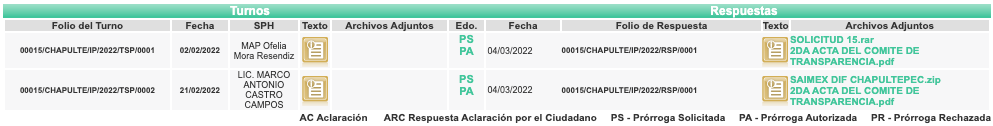 Turnos Respuestas
Folio del Turno Fecha SPH Texto Archivos Adjuntos Edo. Fecha Folio de Respuesta Texto Archivos Adjuntos
00015/CHAPULTE/IP/2022/TSP/0001 02/02/2022 MAP Ofelia Mora Resendiz PS PA 04/03/2022 00015/CHAPULTE/IP/2022/RSP/0001 SOLICITUD 15.rar
2DA ACTA DEL COMITE DE
TRANSPARENCIA.pdf
00015/CHAPULTE/IP/2022/TSP/0002 21/02/2022 LIC. MARCO ANTONIO CASTRO CAMPOS PS PA 04/03/2022 00015/CHAPULTE/IP/2022/RSP/0001 SAIMEX DIF CHAPULTEPEC.zip
2DA ACTA DEL COMITE DE
TRANSPARENCIA.pdf
AC Aclaración ARC Respuesta Aclaración por el Ciudadano PS - Prórroga Solicitada PA - Prórroga Autorizada PR - Prórroga Rechazada